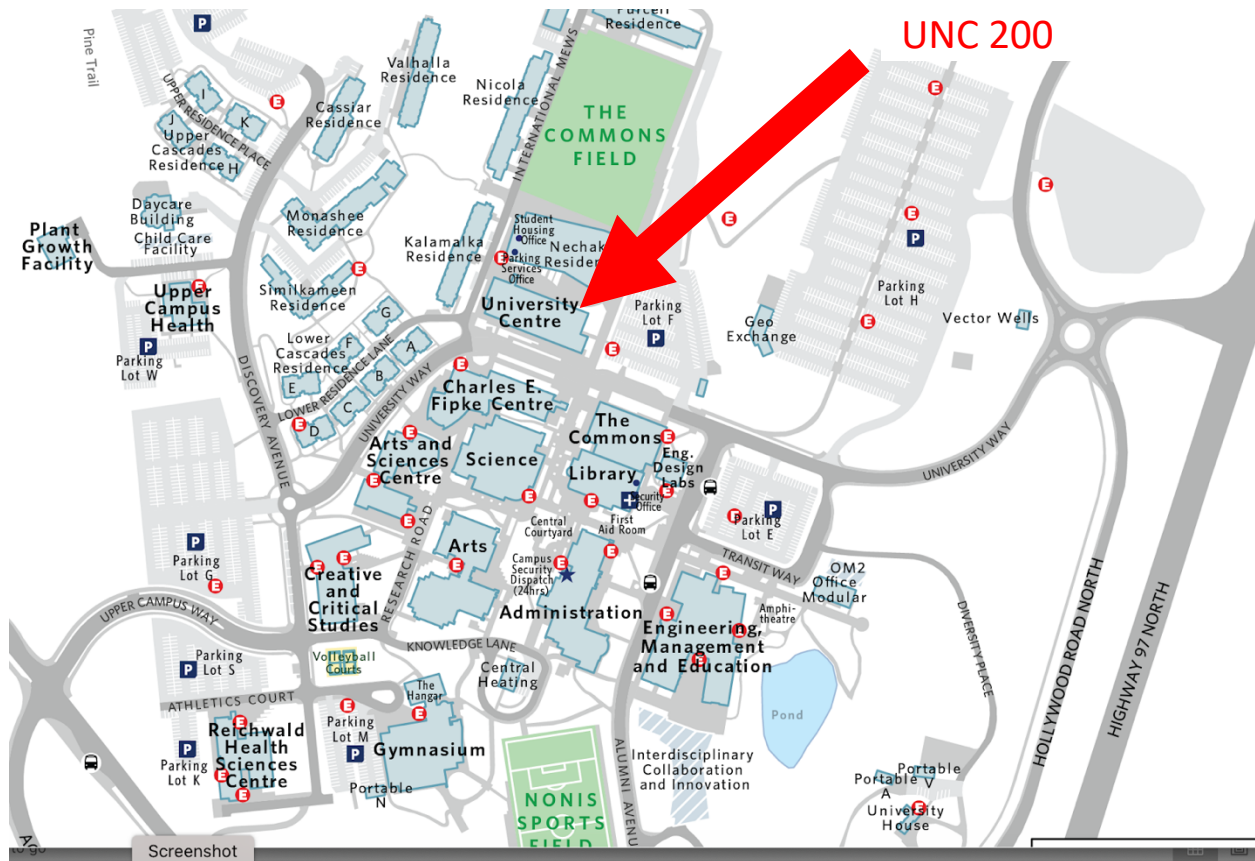 UNC 200
Purcell
Residence
Pine Trail
P
Valhalla
Residence
Nicola
Residence
INTERNATIONAL MEWS
THE
COMMONS
FIELD
Cassiar
Residence
UPPER RESIDENCE PLACE
I
J
K
H
Upper
Cascades
Residence
Daycare
Building
Child Care
Facility
Monashee
Residence
Kalamalka
Residence
Student
Housing
Office
Parking
Services
Office
Plant
Growth
Facility
Upper
Campus
Health
Similkameen
Residence
University
Centre
Parking
Lot F
P
Parking
Lot H
P
Geo
Exchange
Vector Wells
P
Parking
Lot W
Lower
Cascades
Residence
G
F
E
A
B
C
D
LOWER RESIDENCE LANE
UNIVERSITY WAY
DISCOVERY AVENUE
Charles E.
Fipke Centre
The
Commons
Arts and
Sciences
Centre
Science
Library
Eng.
Design
Labs
Security
Office
First
Aid Room
Central
Courtyard
P
Parking
Lot E
UNIVERSITY WAY
P
Parking
Lot G
RESEARCH ROAD
Arts
Campus
Security
Dispatch
(24hrs)
Administration
TRANSIT WAY
OM2
Office
Modular
Creative
and
Critical
Studies
UPPER CAMPUS WAY
Amphi-
theatre
Engineering,
Management
and Education
KNOWLEDGE LANE
Volleyball
Courts
P
Parking
Lot S
Central
Heating
DIVERSITY PLACE
HOLLYWOOD ROAD NORTH
HIGHWAY 97 NORTH
ATHLETICS COURT
The
Hangar
Pond
Reichwald
Health
Sciences
Centre
P
Parking
Lot K
Parking
Lot M
P
Gymnasium
Portable
N
ALUMNI AVENUE
Interdisciplinary
Collaboration
and Innovation
NONIS
SPORTS
FIELD
Portable
A
Portable
V
University
House
Screenshot